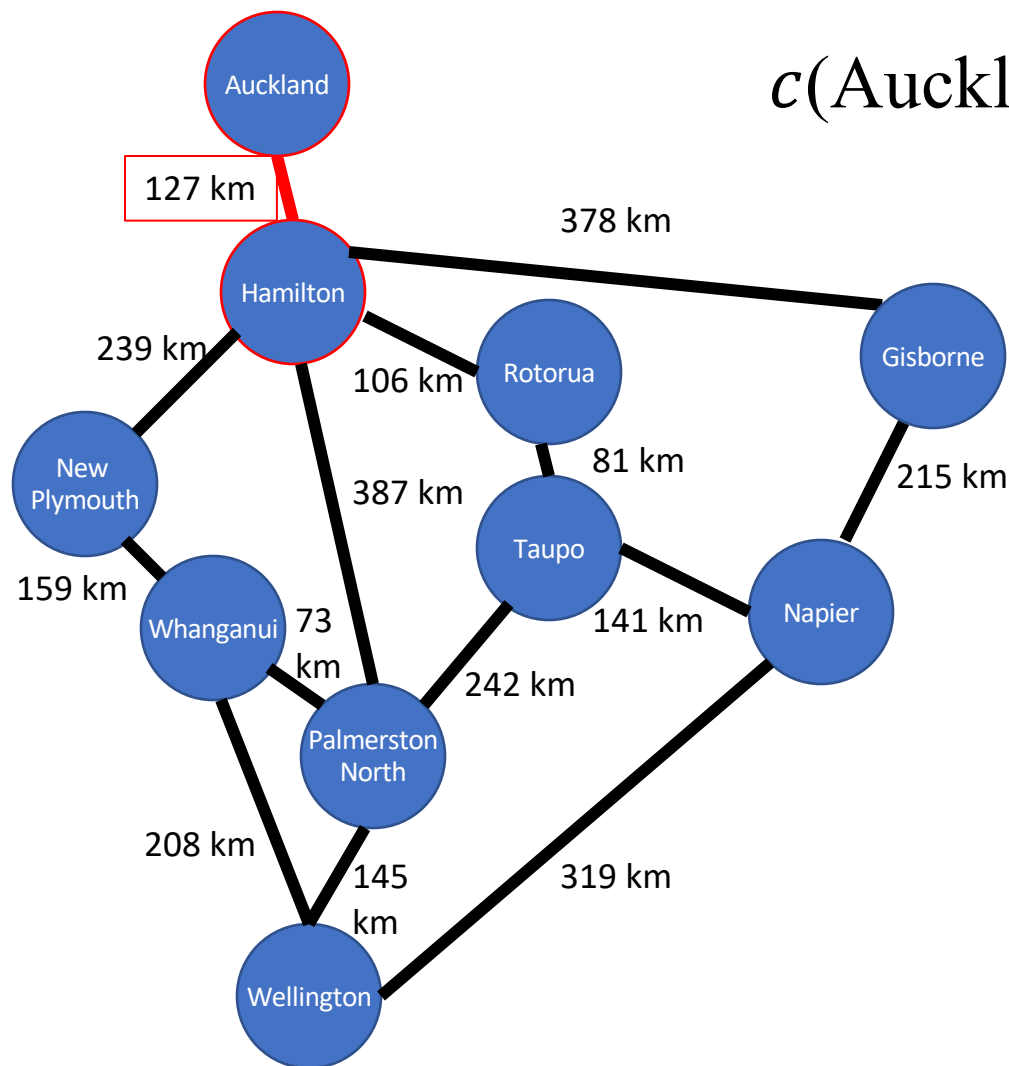 Auckland
c(Auckl
127 km
378 km
Hamilton
239 km
106 km
Rotorua
Gisborne
New
Plymouth
387 km
81 km
215 km
Taupo
159 km
Whanganui
73
km
141 km
Napier
242 km
Palmerston
North
208 km
145
km
319 km
Wellington